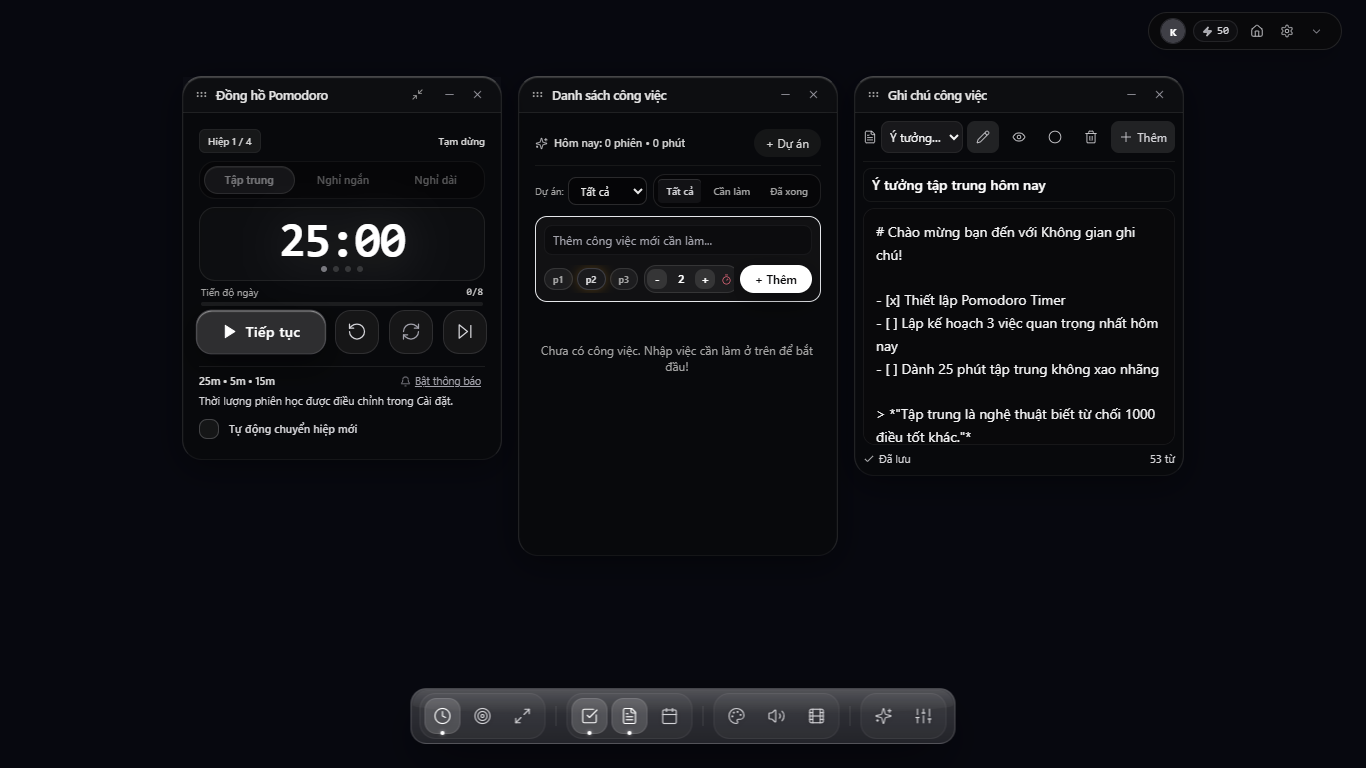 K
50
Đồng hồ Pomodoro
Hiệp 1 / 4
Tạm dừng
Tập trung
Nghỉ ngắn
Nghỉ dài
25:00
Tiến độ ngày
0/8
Tiếp tục
25m • 5m • 15m
Bật thông báo
Thời lượng phiên học được điều chỉnh trong Cài đặt.
Tự động chuyển hiệp mới
Danh sách công việc
Hôm nay: 0 phiên • 0 phút
+ Dự án
Dự án:
Tất cả
Tất cả
Cần làm
Đã xong
Thêm công việc mới cần làm...
p1
p2
p3
-
2
+
+ Thêm
Chưa có công việc. Nhập việc cần làm ở trên để bắt
đầu!
Ghi chú công việc
Ý tưởng...
Thêm
Ý tưởng tập trung hôm nay
# Chào mừng bạn đến với Không gian ghi
chú!
- [x] Thiết lập Pomodoro Timer
- [ ] Lập kế hoạch 3 việc quan trọng nhất hôm
nay
- [ ] Dành 25 phút tập trung không xao nhãng
> *"Tập trung là nghệ thuật biết từ chối 1000
điều tốt khác."*
Đã lưu
53 từ